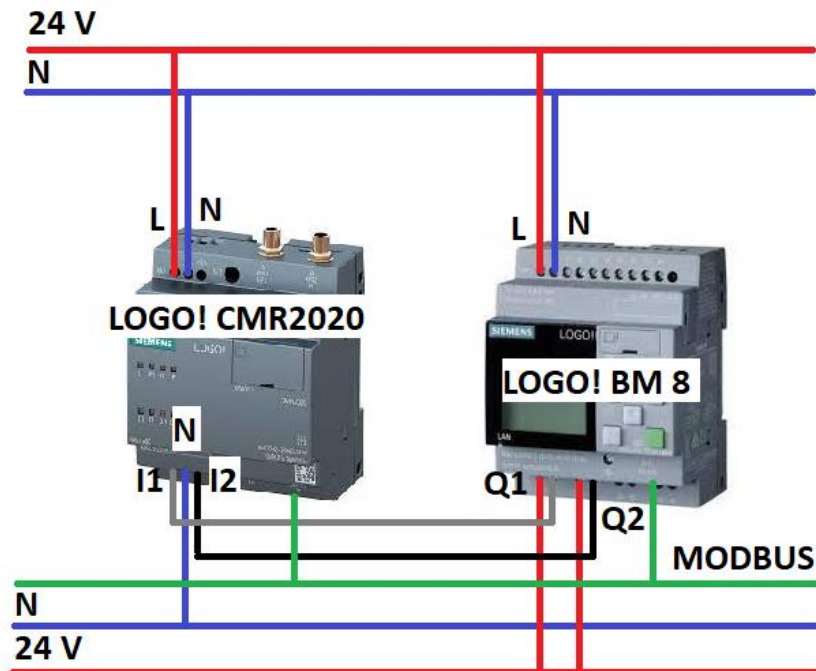 24 V
N
L N
L N
LOGO! CMR2020
SIEMENS LOGO!
SIEMENS LOGO!
LOGO! BM 8
LAN
N
I1 I2
Q1
Q2
MODBUS
N
24 V